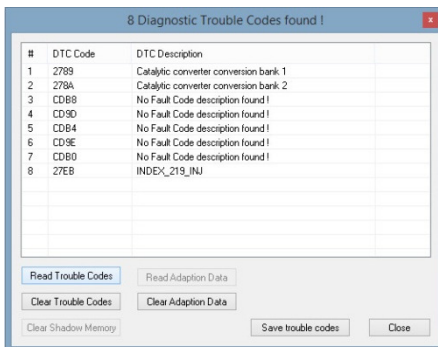 8 Diagnostic Trouble Codes found !
x
# DTC Code DTC Description
1 2789 Catalytic converter conversion bank 1
2 278A Catalytic converter conversion bank 2
3 CDB8 No Fault Code description found !
4 CD9D No Fault Code description found !
5 CDB4 No Fault Code description found !
6 CD9E No Fault Code description found !
7 CDB0 No Fault Code description found !
8 27EB INDEX_219_INJ
Read Trouble Codes Read Adaption Data
Clear Trouble Codes Clear Adaption Data
Clear Shadow Memory Save trouble codes Close